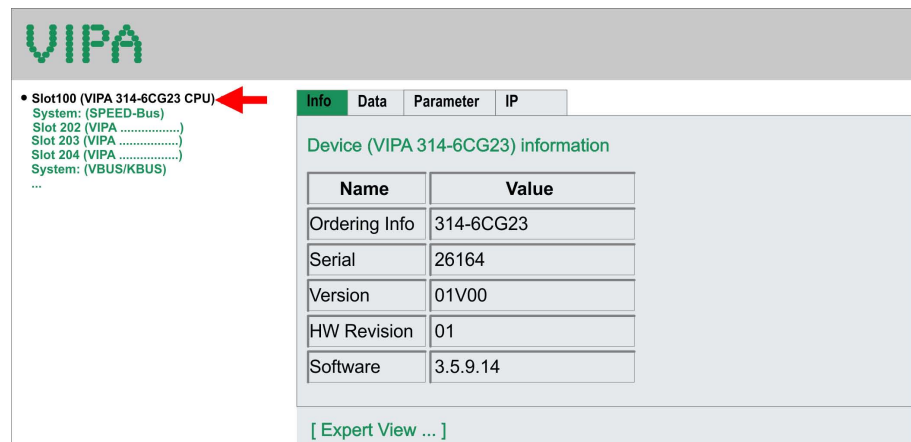 VIPA
Slot100 (VIPA 314-6CG23 CPU)
System: (SPEED-Bus)
Slot 202 (VIPA ................)
Slot 203 (VIPA ................)
Slot 204 (VIPA ................)
System: (VBUS/KBUS)
...
Info Data Parameter IP
Device (VIPA 314-6CG23) information
Name Value
Ordering Info 314-6CG23
Serial 26164
Version 01V00
HW Revision 01
Software 3.5.9.14
[ Expert View ... ]